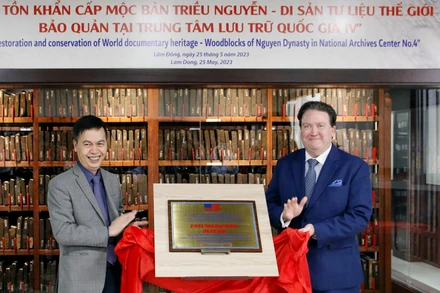 TỒN KHẨN CẤP MỘC BẢN TRIỀU NGUYỄN - DI SẢN TƯ LIỆU THẾ GIỚI
BẢO QUẢN TẠI TRUNG TÂM LƯU TRỮ QUỐC GIA IV"
estoration and conservation of World documentary heritage - Woodblocks of Nguyen Dynasty in National Archives Center No.4"
Lâm Đồng, ngày 25 tháng 5 năm 2023
Lam Dong, 25 May, 2023